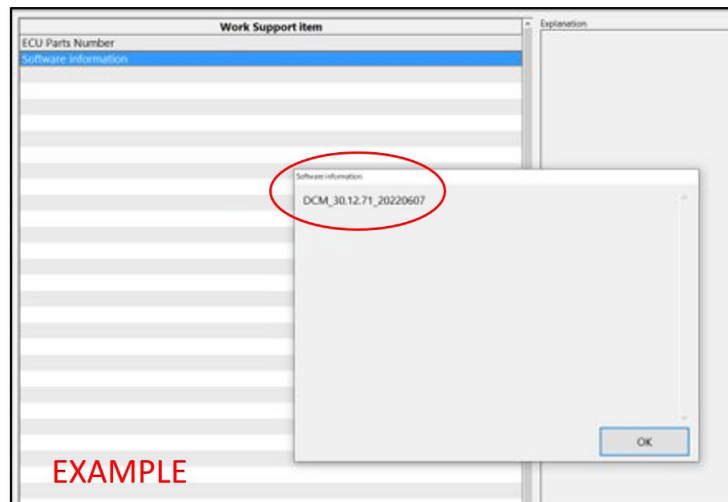 Work Support item
Explanation
ECU Parts Number
Software information
Software information
DCM_30.12.71_20220607
OK
EXAMPLE